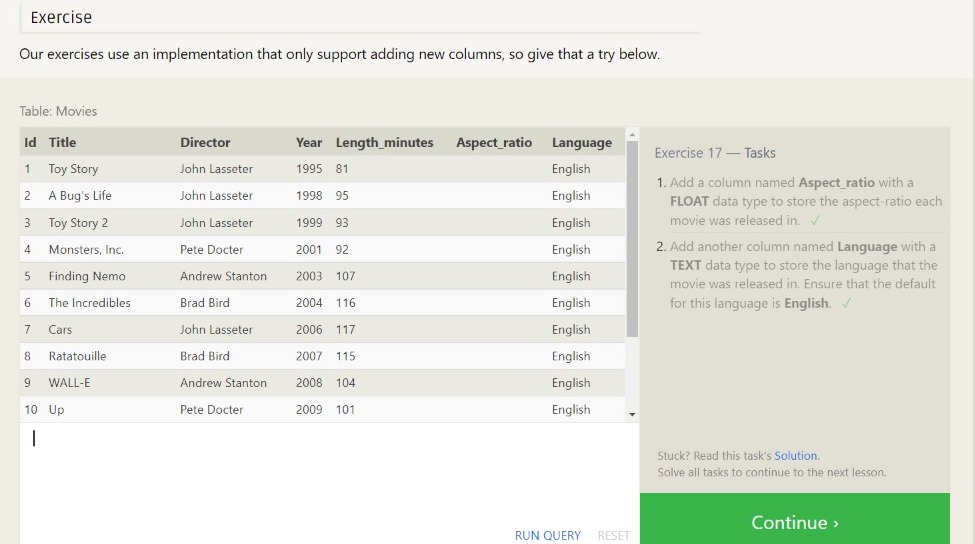 Exercise
Our exercises use an implementation that only support adding new columns, so give that a try below.
Table: Movies
Id Title Director Year Length_minutes Aspect_ratio Language
1 Toy Story John Lasseter 1995 81 English
2 A Bug's Life John Lasseter 1998 95 English
3 Toy Story 2 John Lasseter 1999 93 English
4 Monsters, Inc. Pete Docter 2001 92 English
5 Finding Nemo Andrew Stanton 2003 107 English
6 The Incredibles Brad Bird 2004 116 English
7 Cars John Lasseter 2006 117 English
8 Ratatouille Brad Bird 2007 115 English
9 WALL-E Andrew Stanton 2008 104 English
10 Up Pete Docter 2009 101 English
RUN QUERY RESET
Exercise 17 — Tasks
1. Add a column named Aspect_ratio with a
FLOAT data type to store the aspect-ratio each
movie was released in. ✓
2. Add another column named Language with a
TEXT data type to store the language that the
movie was released in. Ensure that the default
for this language is English. ✓
Stuck? Read this task's Solution.
Solve all tasks to continue to the next lesson.
Continue ›